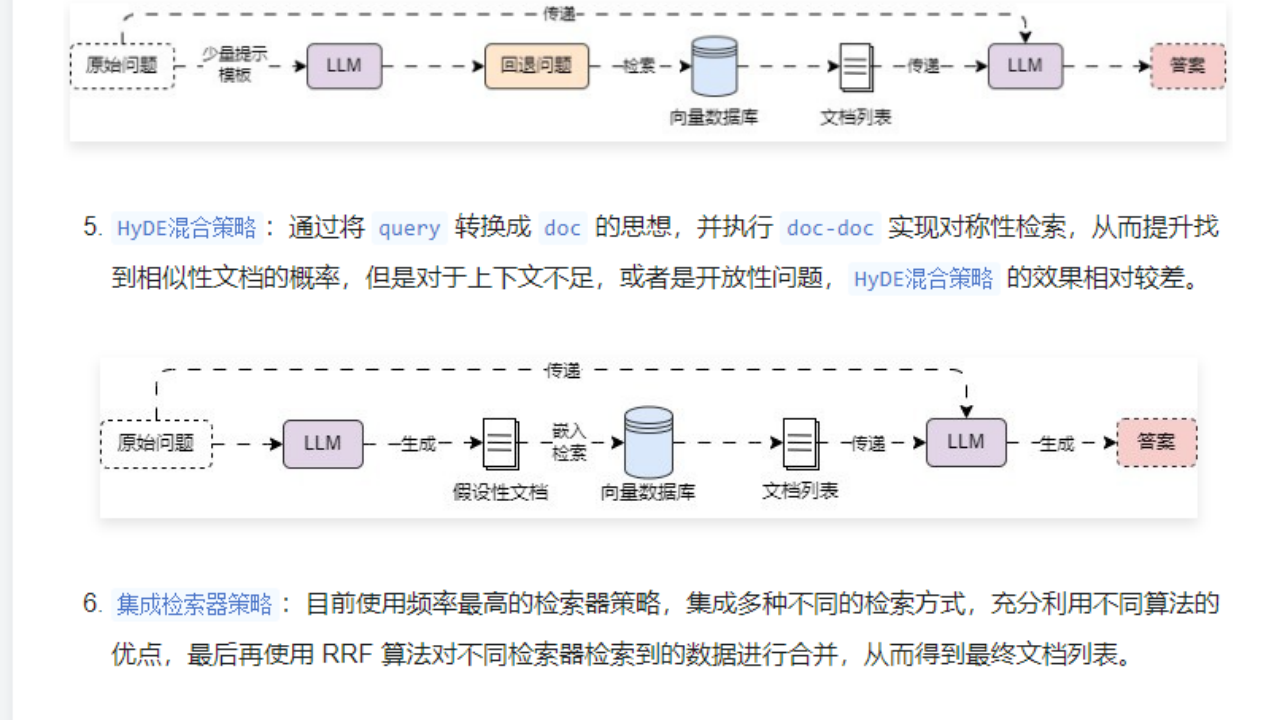 传递
原始问题 少量提示模板 LLM 回退问题 检索 传递 LLM 答案
向量数据库 文档列表
5. HyDE混合策略：通过将 query 转换成 doc 的思想，并执行 doc-doc 实现对称性检索，从而提升找
到相似性文档的概率，但是对于上下文不足，或者是开放性问题，HyDE混合策略 的效果相对较差。
传递
原始问题 LLM 生成 嵌入检索 传递 LLM 生成 答案
假设性文档 向量数据库 文档列表
6. 集成检索器策略：目前使用频率最高的检索器策略，集成多种不同的检索方式，充分利用不同算法的
优点，最后再使用 RRF 算法对不同检索器检索到的数据进行合并，从而得到最终文档列表。